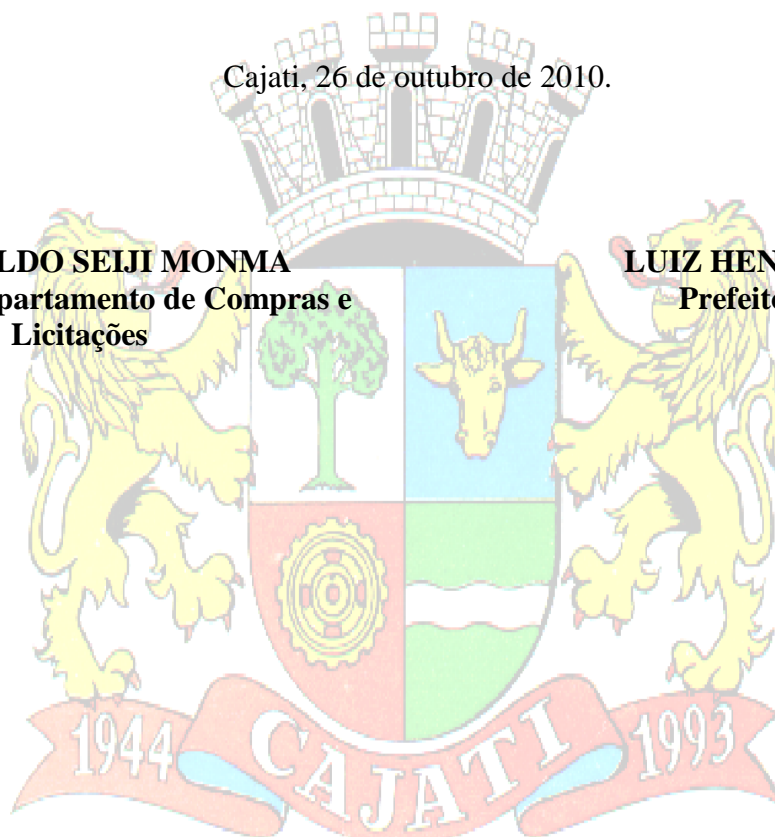 Cajati, 26 de outubro de 2010.
LDO SEIJI MONMA
partamento de Compras e
Licitações
LUIZ HEN
Prefeit
1944 CAJATI 1993